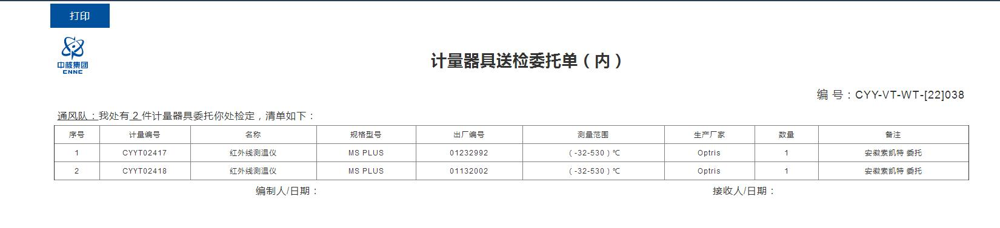 打印
中核集团
CNNC
计量器具送检委托单（内）
编 号：CYY-VT-WT-[22]038
通风队：我处有 2 件计量器具委托你处检定，清单如下：
序号 计量编号 名称 规格型号 出厂编号 测量范围 生产厂家 数量 备注
1 CYYT02417 红外线测温仪 MS PLUS 01232992 （-32-530）℃ Optris 1 安徽索凯特 委托
2 CYYT02418 红外线测温仪 MS PLUS 01132002 （-32-530）℃ Optris 1 安徽索凯特 委托
编制人/日期： 接收人/日期：